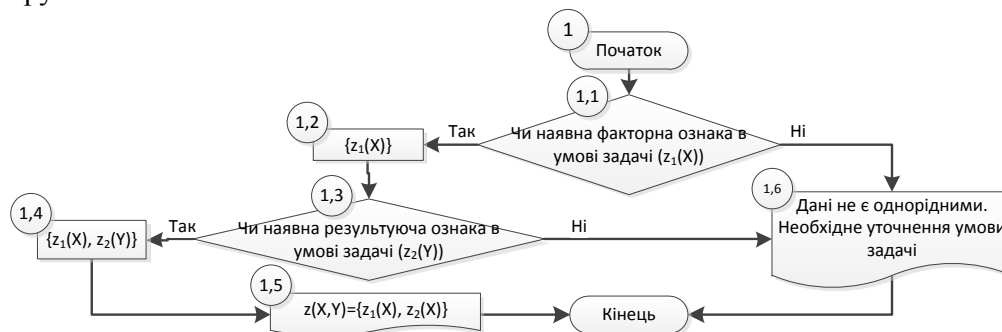 1
Початок
1,1
Чи наявна факторна ознака в
умові задачі (z₁(X))
Так
Ні
1,2
{z₁(X)}
1,3
Чи наявна результуюча ознака в
умові задачі (z₂(Y))
Так
Ні
1,4
{z₁(X), z₂(Y)}
1,6
Дані не є однорідними.
Необхідне уточнення умови
задачі
1,5
z(X,Y)={z₁(X), z₂(X)}
Кінець